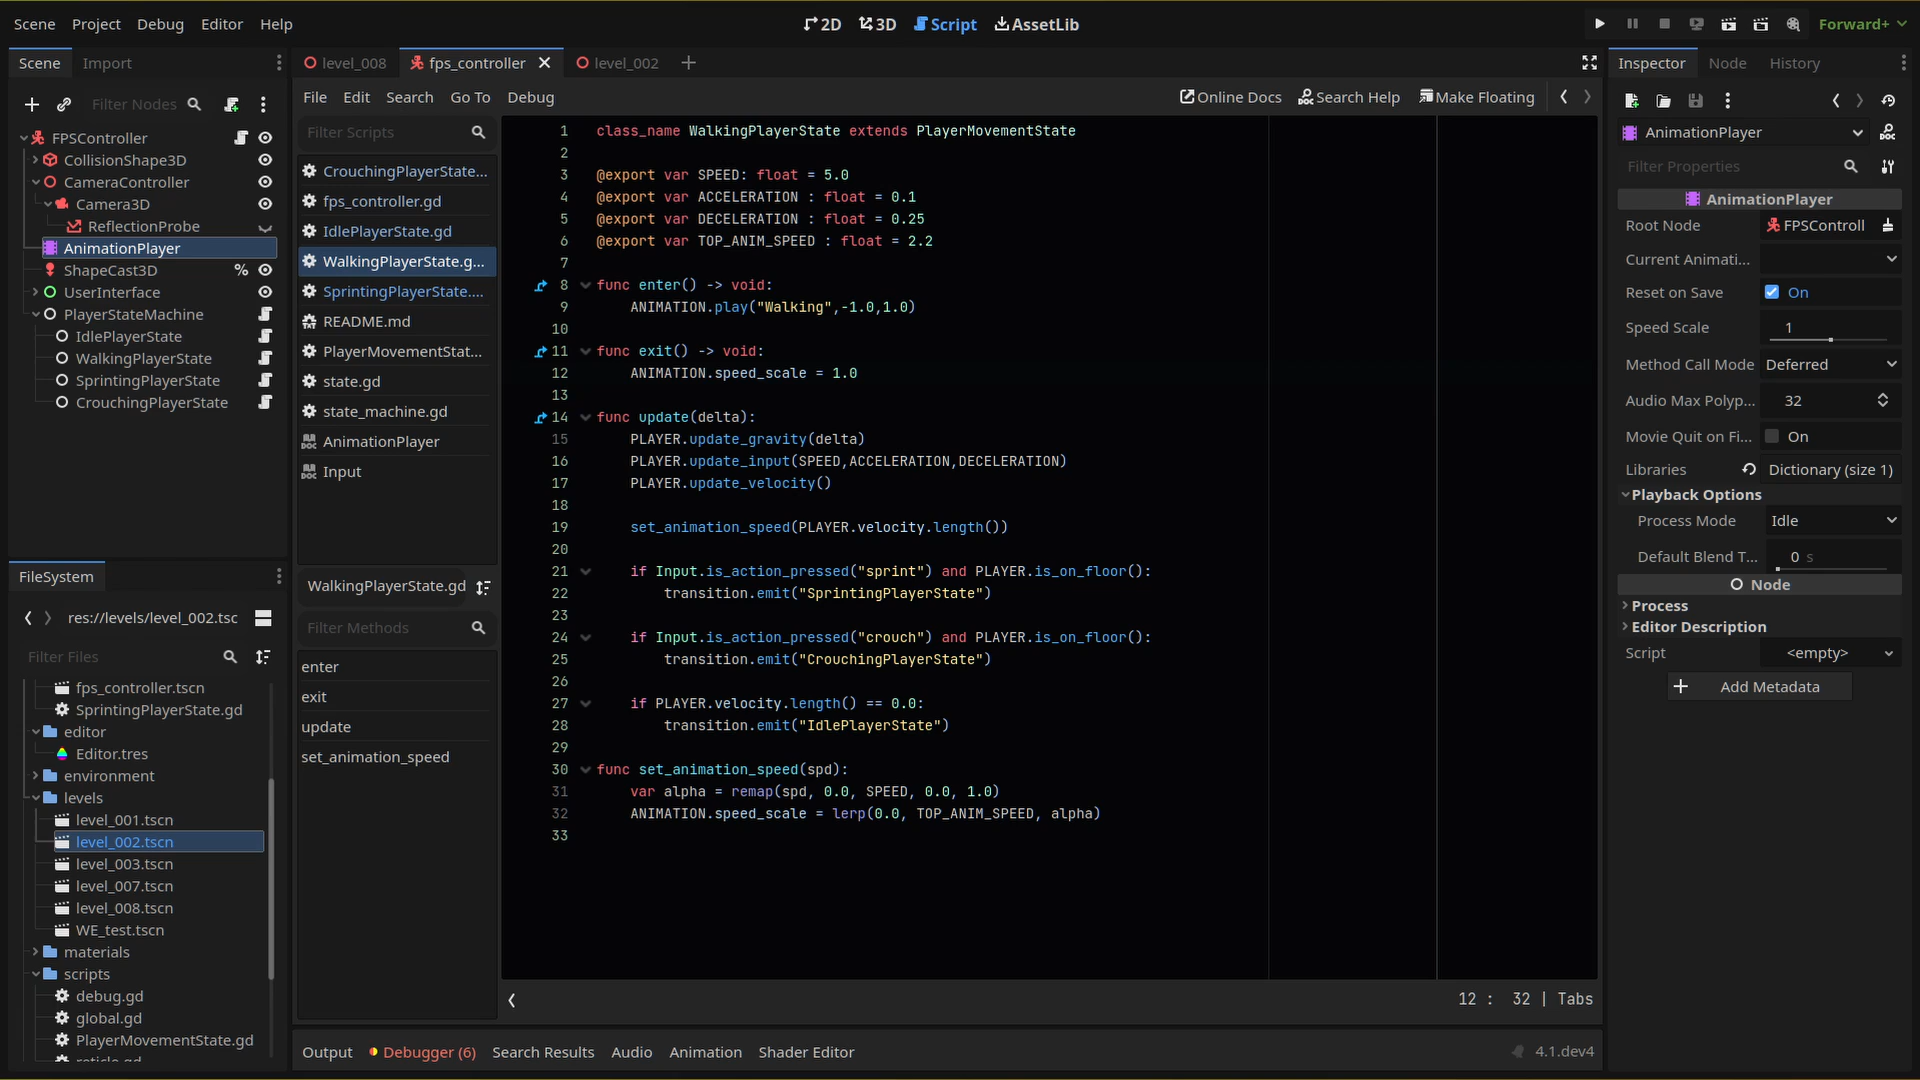 Scene Project Debug Editor Help
2D 3D Script AssetLib
Forward+
Scene Import
Filter Nodes
FPSController
CollisionShape3D
CameraController
Camera3D
ReflectionProbe
AnimationPlayer
ShapeCast3D %
UserInterface
PlayerStateMachine
IdlePlayerState
WalkingPlayerState
SprintingPlayerState
CrouchingPlayerState
FileSystem
res://levels/level_002.tsc
Filter Files
fps_controller.tscn
SprintingPlayerState.gd
editor
Editor.tres
environment
levels
level_001.tscn
level_002.tscn
level_003.tscn
level_007.tscn
level_008.tscn
WE_test.tscn
materials
scripts
debug.gd
global.gd
PlayerMovementState.gd
level_008 fps_controller level_002
File Edit Search Go To Debug
Online Docs Search Help Make Floating
Filter Scripts
CrouchingPlayerState...
fps_controller.gd
IdlePlayerState.gd
WalkingPlayerState.g...
SprintingPlayerState....
README.md
PlayerMovementStat...
state.gd
state_machine.gd
AnimationPlayer
Input
WalkingPlayerState.gd
Filter Methods
enter
exit
update
set_animation_speed
1 class_name WalkingPlayerState extends PlayerMovementState
2
3 @export var SPEED: float = 5.0
4 @export var ACCELERATION : float = 0.1
5 @export var DECELERATION : float = 0.25
6 @export var TOP_ANIM_SPEED : float = 2.2
7
8 func enter() -> void:
9 ANIMATION.play("Walking",-1.0,1.0)
10
11 func exit() -> void:
12 ANIMATION.speed_scale = 1.0
13
14 func update(delta):
15 PLAYER.update_gravity(delta)
16 PLAYER.update_input(SPEED,ACCELERATION,DECELERATION)
17 PLAYER.update_velocity()
18
19 set_animation_speed(PLAYER.velocity.length())
20
21 if Input.is_action_pressed("sprint") and PLAYER.is_on_floor():
22 transition.emit("SprintingPlayerState")
23
24 if Input.is_action_pressed("crouch") and PLAYER.is_on_floor():
25 transition.emit("CrouchingPlayerState")
26
27 if PLAYER.velocity.length() == 0.0:
28 transition.emit("IdlePlayerState")
29
30 func set_animation_speed(spd):
31 var alpha = remap(spd, 0.0, SPEED, 0.0, 1.0)
32 ANIMATION.speed_scale = lerp(0.0, TOP_ANIM_SPEED, alpha)
33
12 : 32 | Tabs
Output Debugger (6) Search Results Audio Animation Shader Editor
4.1.dev4
Inspector Node History
AnimationPlayer
Filter Properties
AnimationPlayer
Root Node FPSControll
Current Animati...
Reset on Save On
Speed Scale 1
Method Call Mode Deferred
Audio Max Polyp... 32
Movie Quit on Fi... On
Libraries Dictionary (size 1)
Playback Options
Process Mode Idle
Default Blend T... 0 s
Node
Process
Editor Description
Script <empty>
Add Metadata